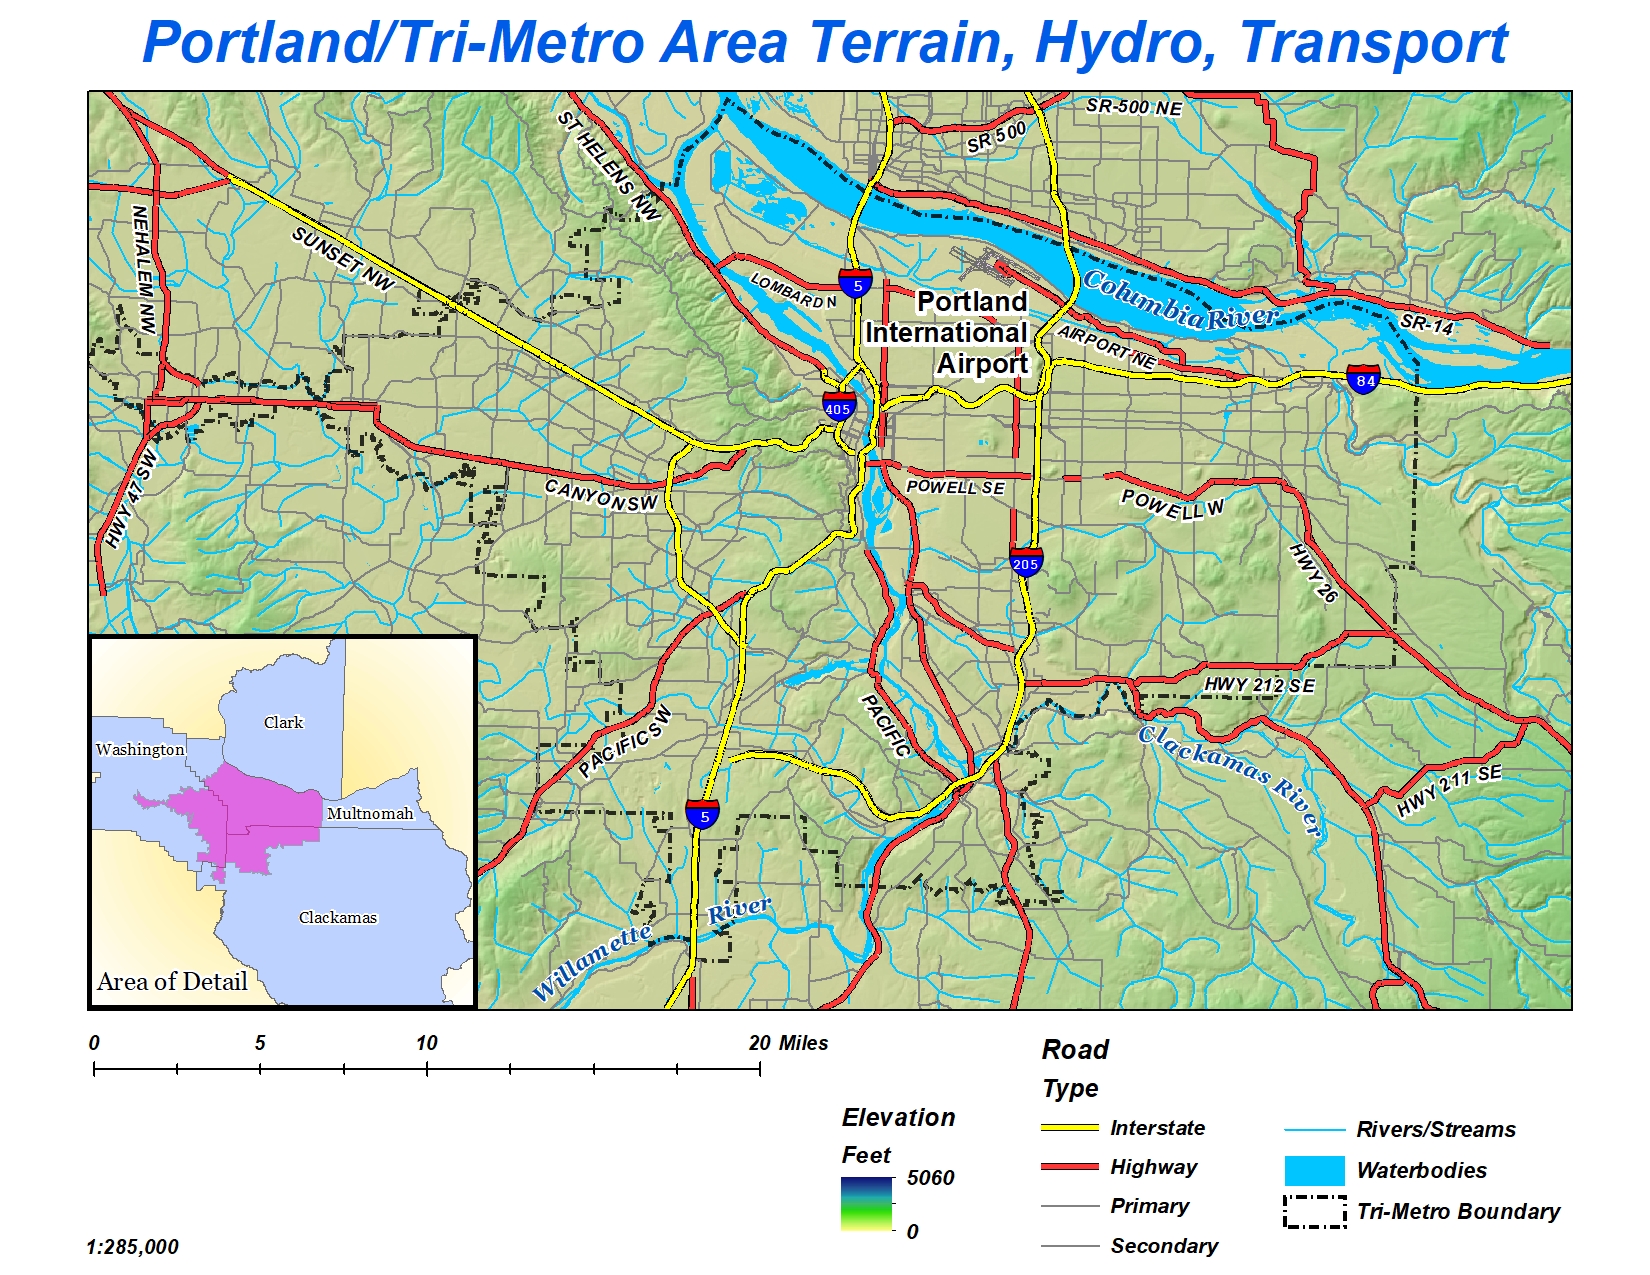 Portland/Tri-Metro Area Terrain, Hydro, Transport
SR-500 NE
SR 500
ST HELENS NW
NEHALEM NW
SUNSET NW
LOMBARD N
5
Portland
International
Airport
Columbia River
SR-14
AIRPORT NE
84
405
HWY 47 SW
CANYON SW
POWELL SE
POWELL W
205
HWY 26
HWY 212 SE
PACIFIC SW
PACIFIC
Clackamas River
HWY 211 SE
5
Willamette River
Clark
Washington
Multnomah
Clackamas
Area of Detail
0 5 10 20 Miles
Road
Type
Interstate
Highway
Primary
Secondary
Rivers/Streams
Waterbodies
Tri-Metro Boundary
Elevation
Feet
5060
0
1:285,000